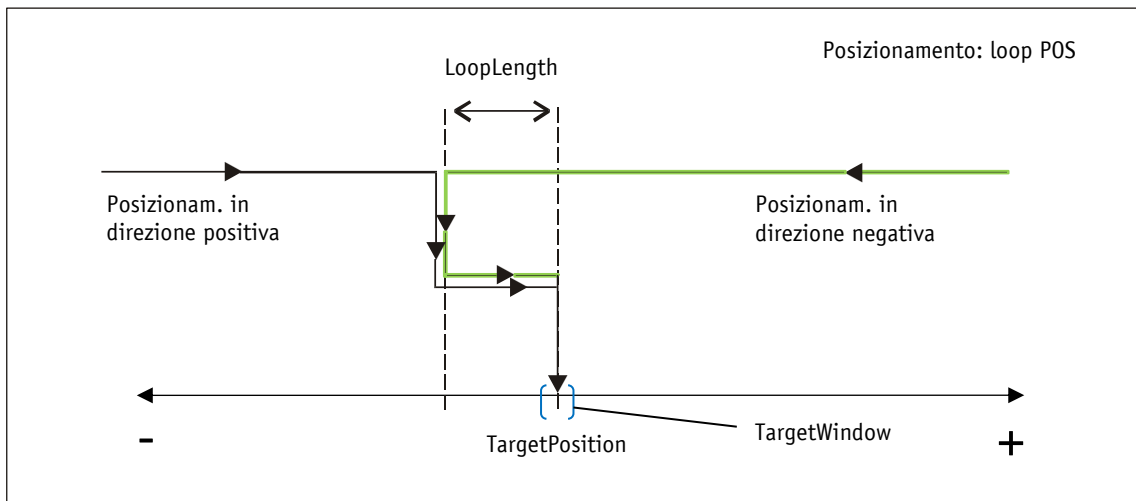 Posizionamento: loop POS
LoopLength
Posizionam. in
direzione positiva
Posizionam. in
direzione negativa
-
+
TargetPosition
TargetWindow